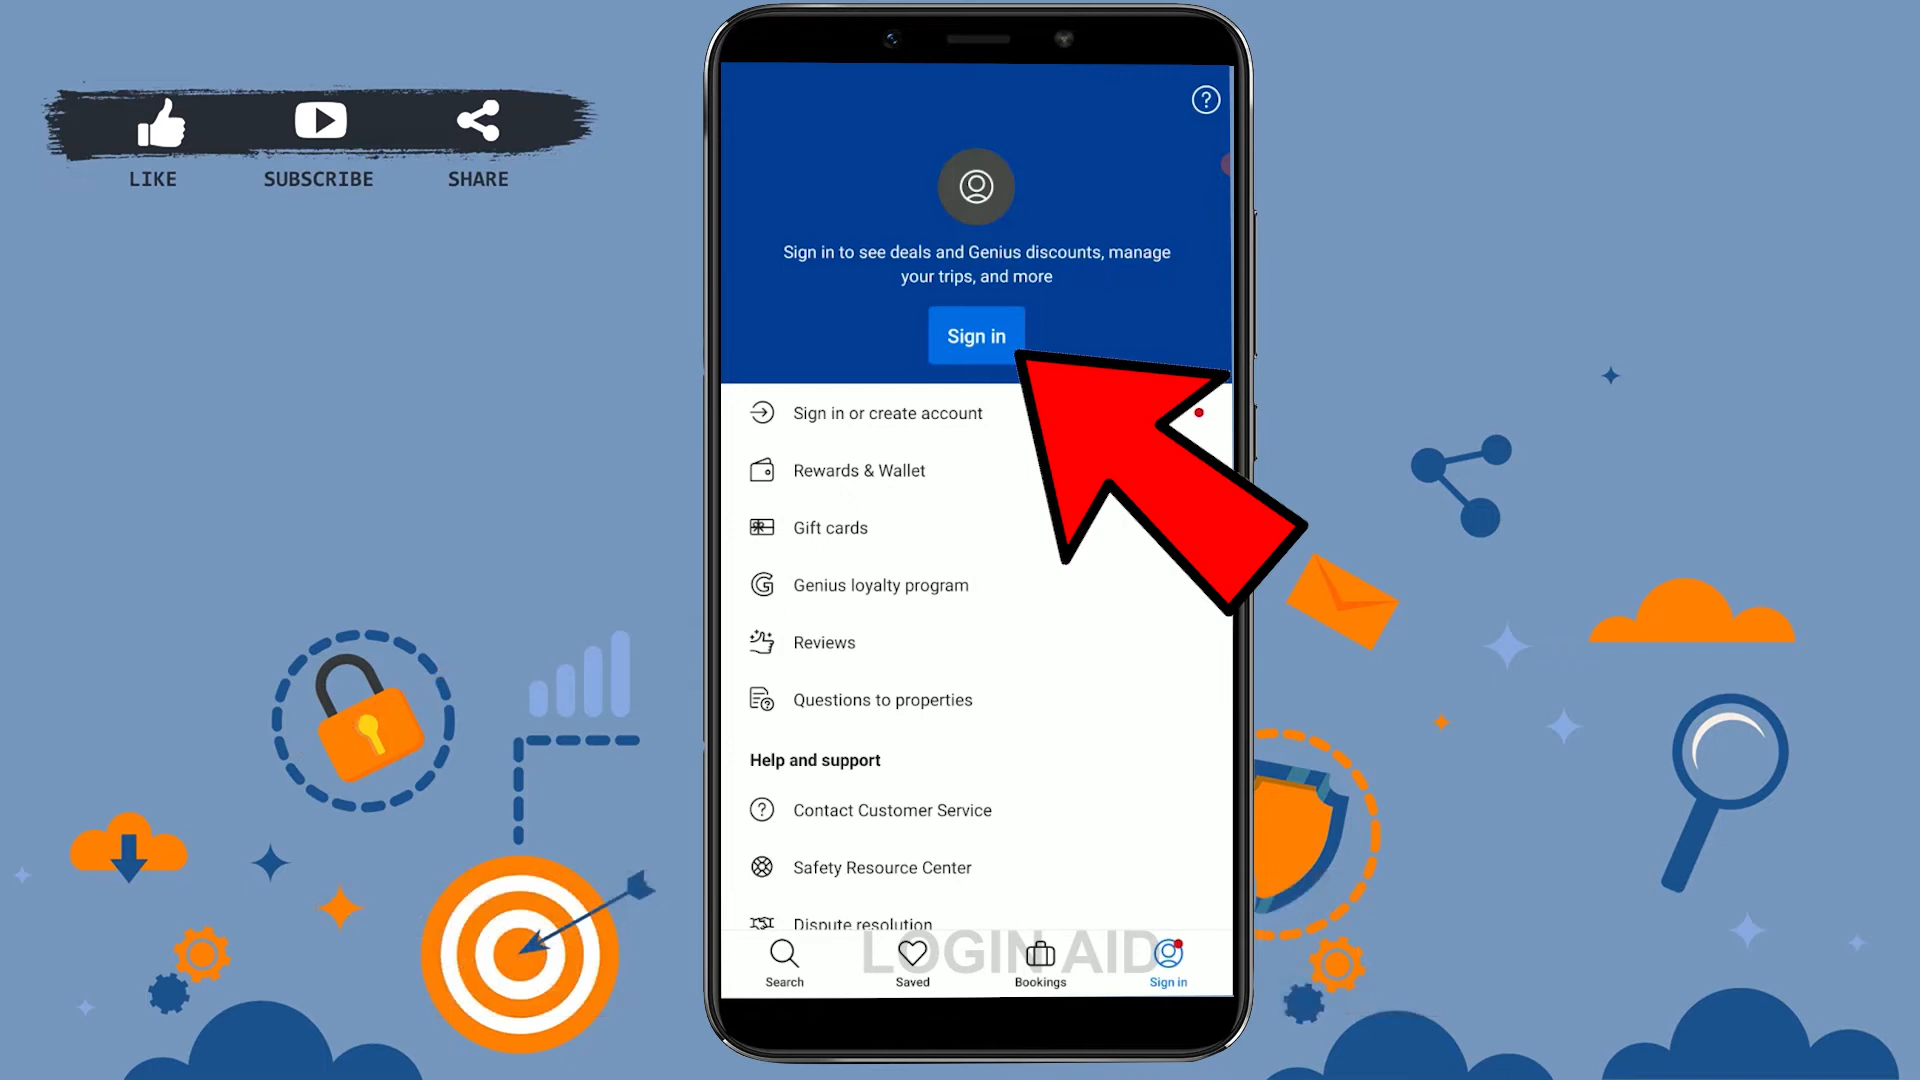 LIKE
SUBSCRIBE
SHARE
Sign in to see deals and Genius discounts, manage
your trips, and more
Sign in
Sign in or create account
Rewards & Wallet
Gift cards
Genius loyalty program
Reviews
Questions to properties
Help and support
Contact Customer Service
Safety Resource Center
Dispute resolution
LOGIN AID
Search
Saved
Bookings
Sign in